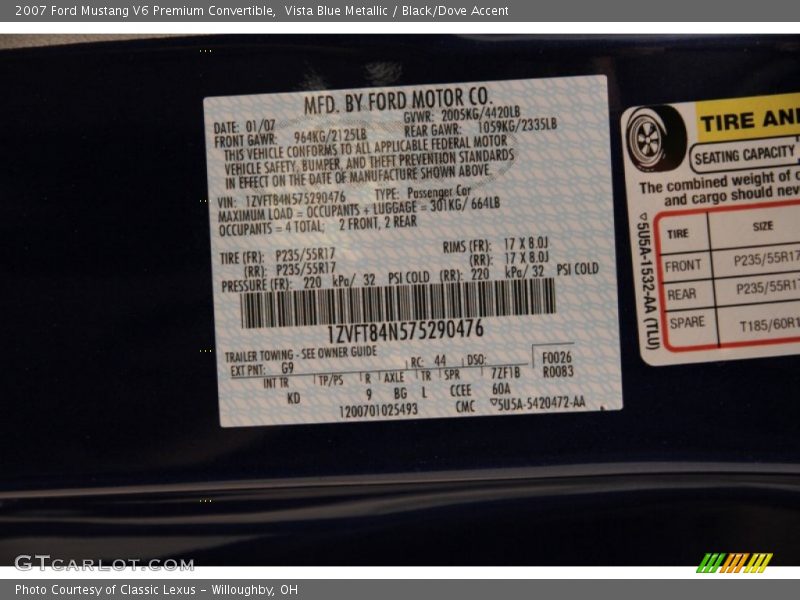 2007 Ford Mustang V6 Premium Convertible, Vista Blue Metallic / Black/Dove Accent
MFD. BY FORD MOTOR CO.
DATE: 01/07 GVWR: 2005KG/4420LB
FRONT GAWR: 964KG/2125LB REAR GAWR: 1059KG/2335LB
THIS VEHICLE CONFORMS TO ALL APPLICABLE FEDERAL MOTOR
VEHICLE SAFETY, BUMPER, AND THEFT PREVENTION STANDARDS
IN EFFECT ON THE DATE OF MANUFACTURE SHOWN ABOVE.
VIN: 1ZVFT84N575290476 TYPE: Passenger Car
MAXIMUM LOAD = OCCUPANTS + LUGGAGE = 301KG/ 664LB
OCCUPANTS = 4 TOTAL; 2 FRONT, 2 REAR
TIRE (FR): P235/55R17 RIMS (FR): 17 X 8.0J
(RR): P235/55R17 (RR): 17 X 8.0J
PRESSURE (FR): 220 kPa/ 32 PSI COLD (RR): 220 kPa/ 32 PSI COLD
1ZVFT84N575290476
TRAILER TOWING - SEE OWNER GUIDE
EXT PNT: G9 RC: 44 DSO: F0026
INT TR TP/PS R AXLE TR SPR 7ZF1B R0083
KD 9 BG L CCEE 60A
1200701025493 CMC 5U5A-5420472-AA
TIRE AN
SEATING CAPACITY
The combined weight of
and cargo should nev
TIRE SIZE
FRONT P235/55R17
REAR P235/55R17
SPARE T185/60R1
5U5A-1532-AA (TLU)
GTCARLOT.COM
Photo Courtesy of Classic Lexus - Willoughby, OH